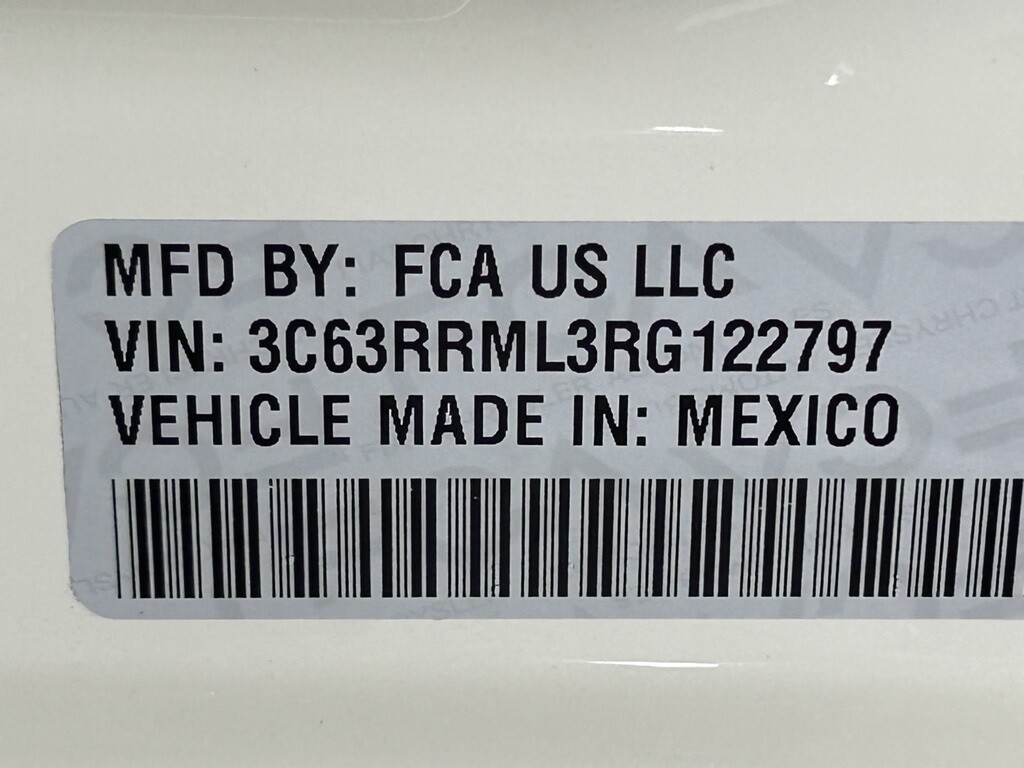 MFD BY: FCA US LLC
VIN: 3C63RRML3RG122797
VEHICLE MADE IN: MEXICO